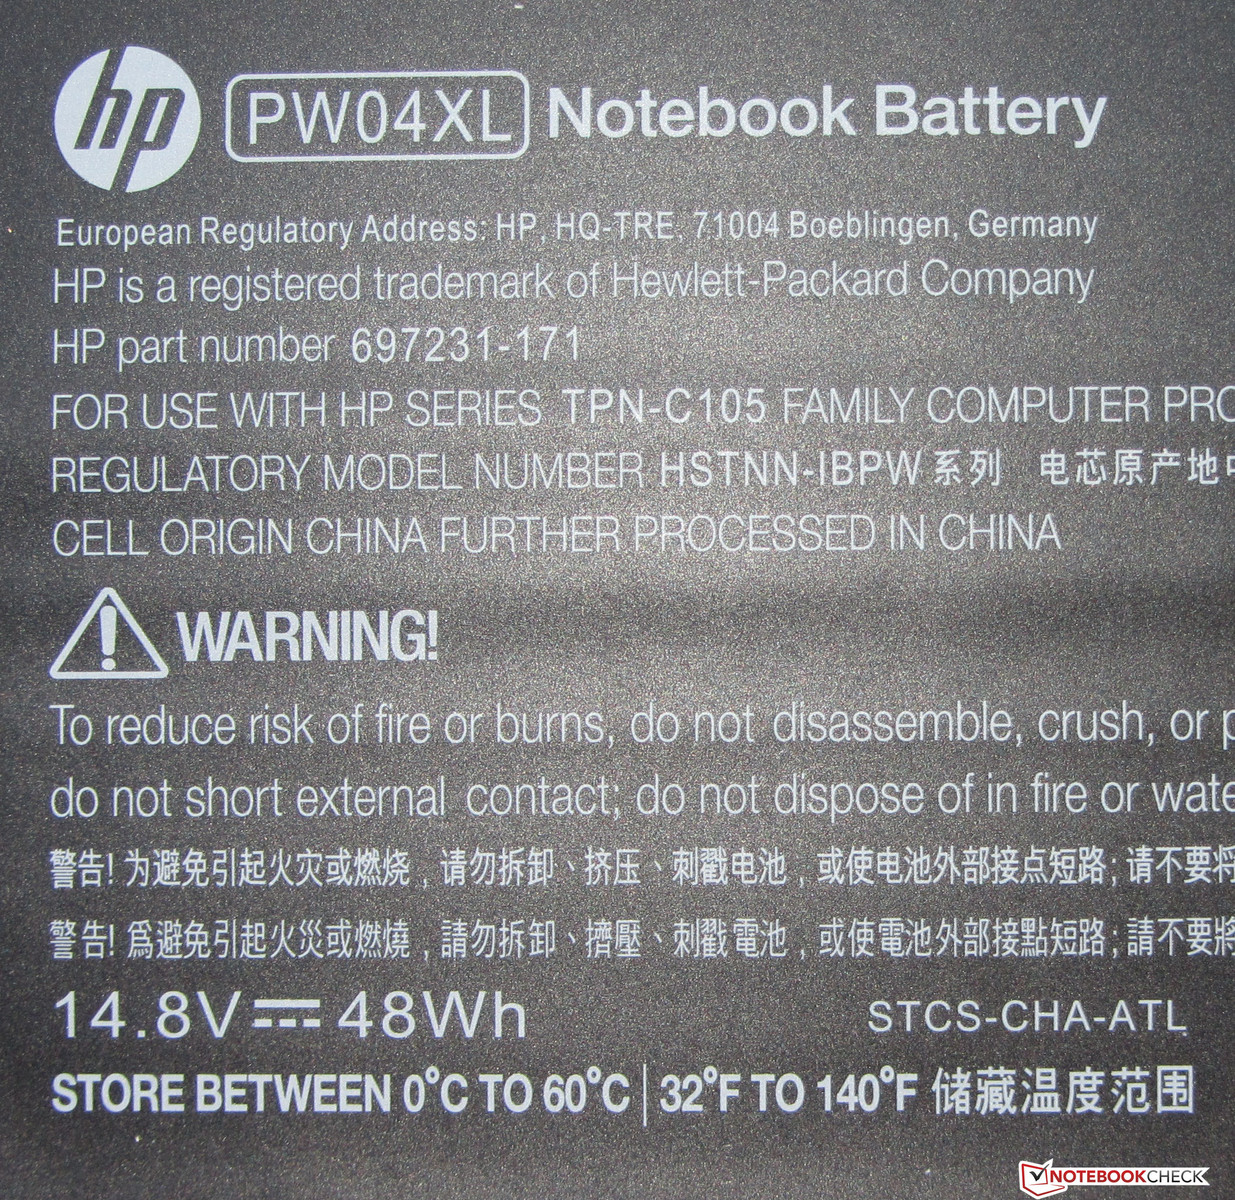 hp PW04XL Notebook Battery
European Regulatory Address: HP, HQ-TRE. 71004 Boeblingen, Germany
HP is a registered trademark of Hewlett-Packard Company
HP part number 697231-171
FOR USE WITH HP SERIES TPN-C105 FAMILY COMPUTER PRO
REGULATORY MODEL NUMBER HSTNN-IBPW 系列 电芯原产地中
CELL ORIGIN CHINA FURTHER PROCESSED IN CHINA
WARNING!
To reduce risk of fire or burns, do not disassemble, crush, or p
do not short external contact; do not dispose of in fire or wate
警告! 为避免引起火灾或燃烧, 请勿拆卸、挤压、刺戳电池, 或使电池外部接点短路; 请不要将
警告! 爲避免引起火災或燃燒, 請勿拆卸、擠壓、刺戳電池, 或使電池外部接點短路; 請不要將
14.8V 48Wh STCS-CHA-ATL
STORE BETWEEN 0°C TO 60°C | 32°F TO 140°F 储藏温度范围
NOTEBOOKCHECK